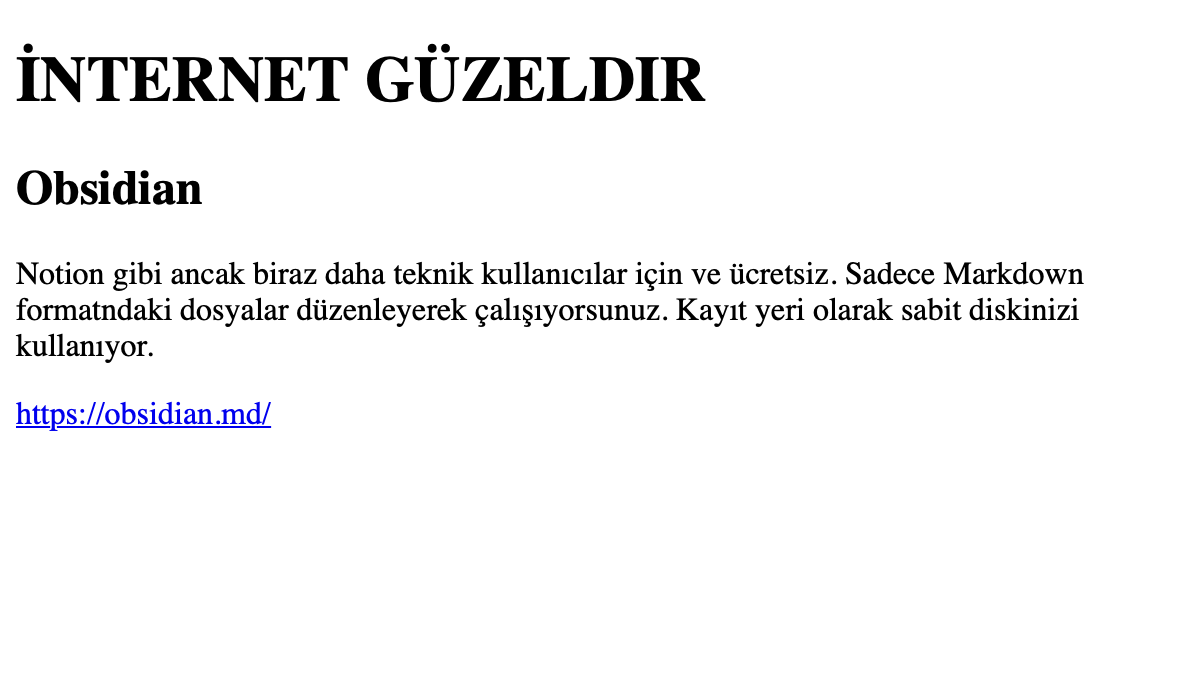 İNTERNET GÜZELDIR
Obsidian
Notion gibi ancak biraz daha teknik kullanıcılar için ve ücretsiz. Sadece Markdown
formatndaki dosyalar düzenleyerek çalışıyorsunuz. Kayıt yeri olarak sabit diskinizi
kullanıyor.
https://obsidian.md/